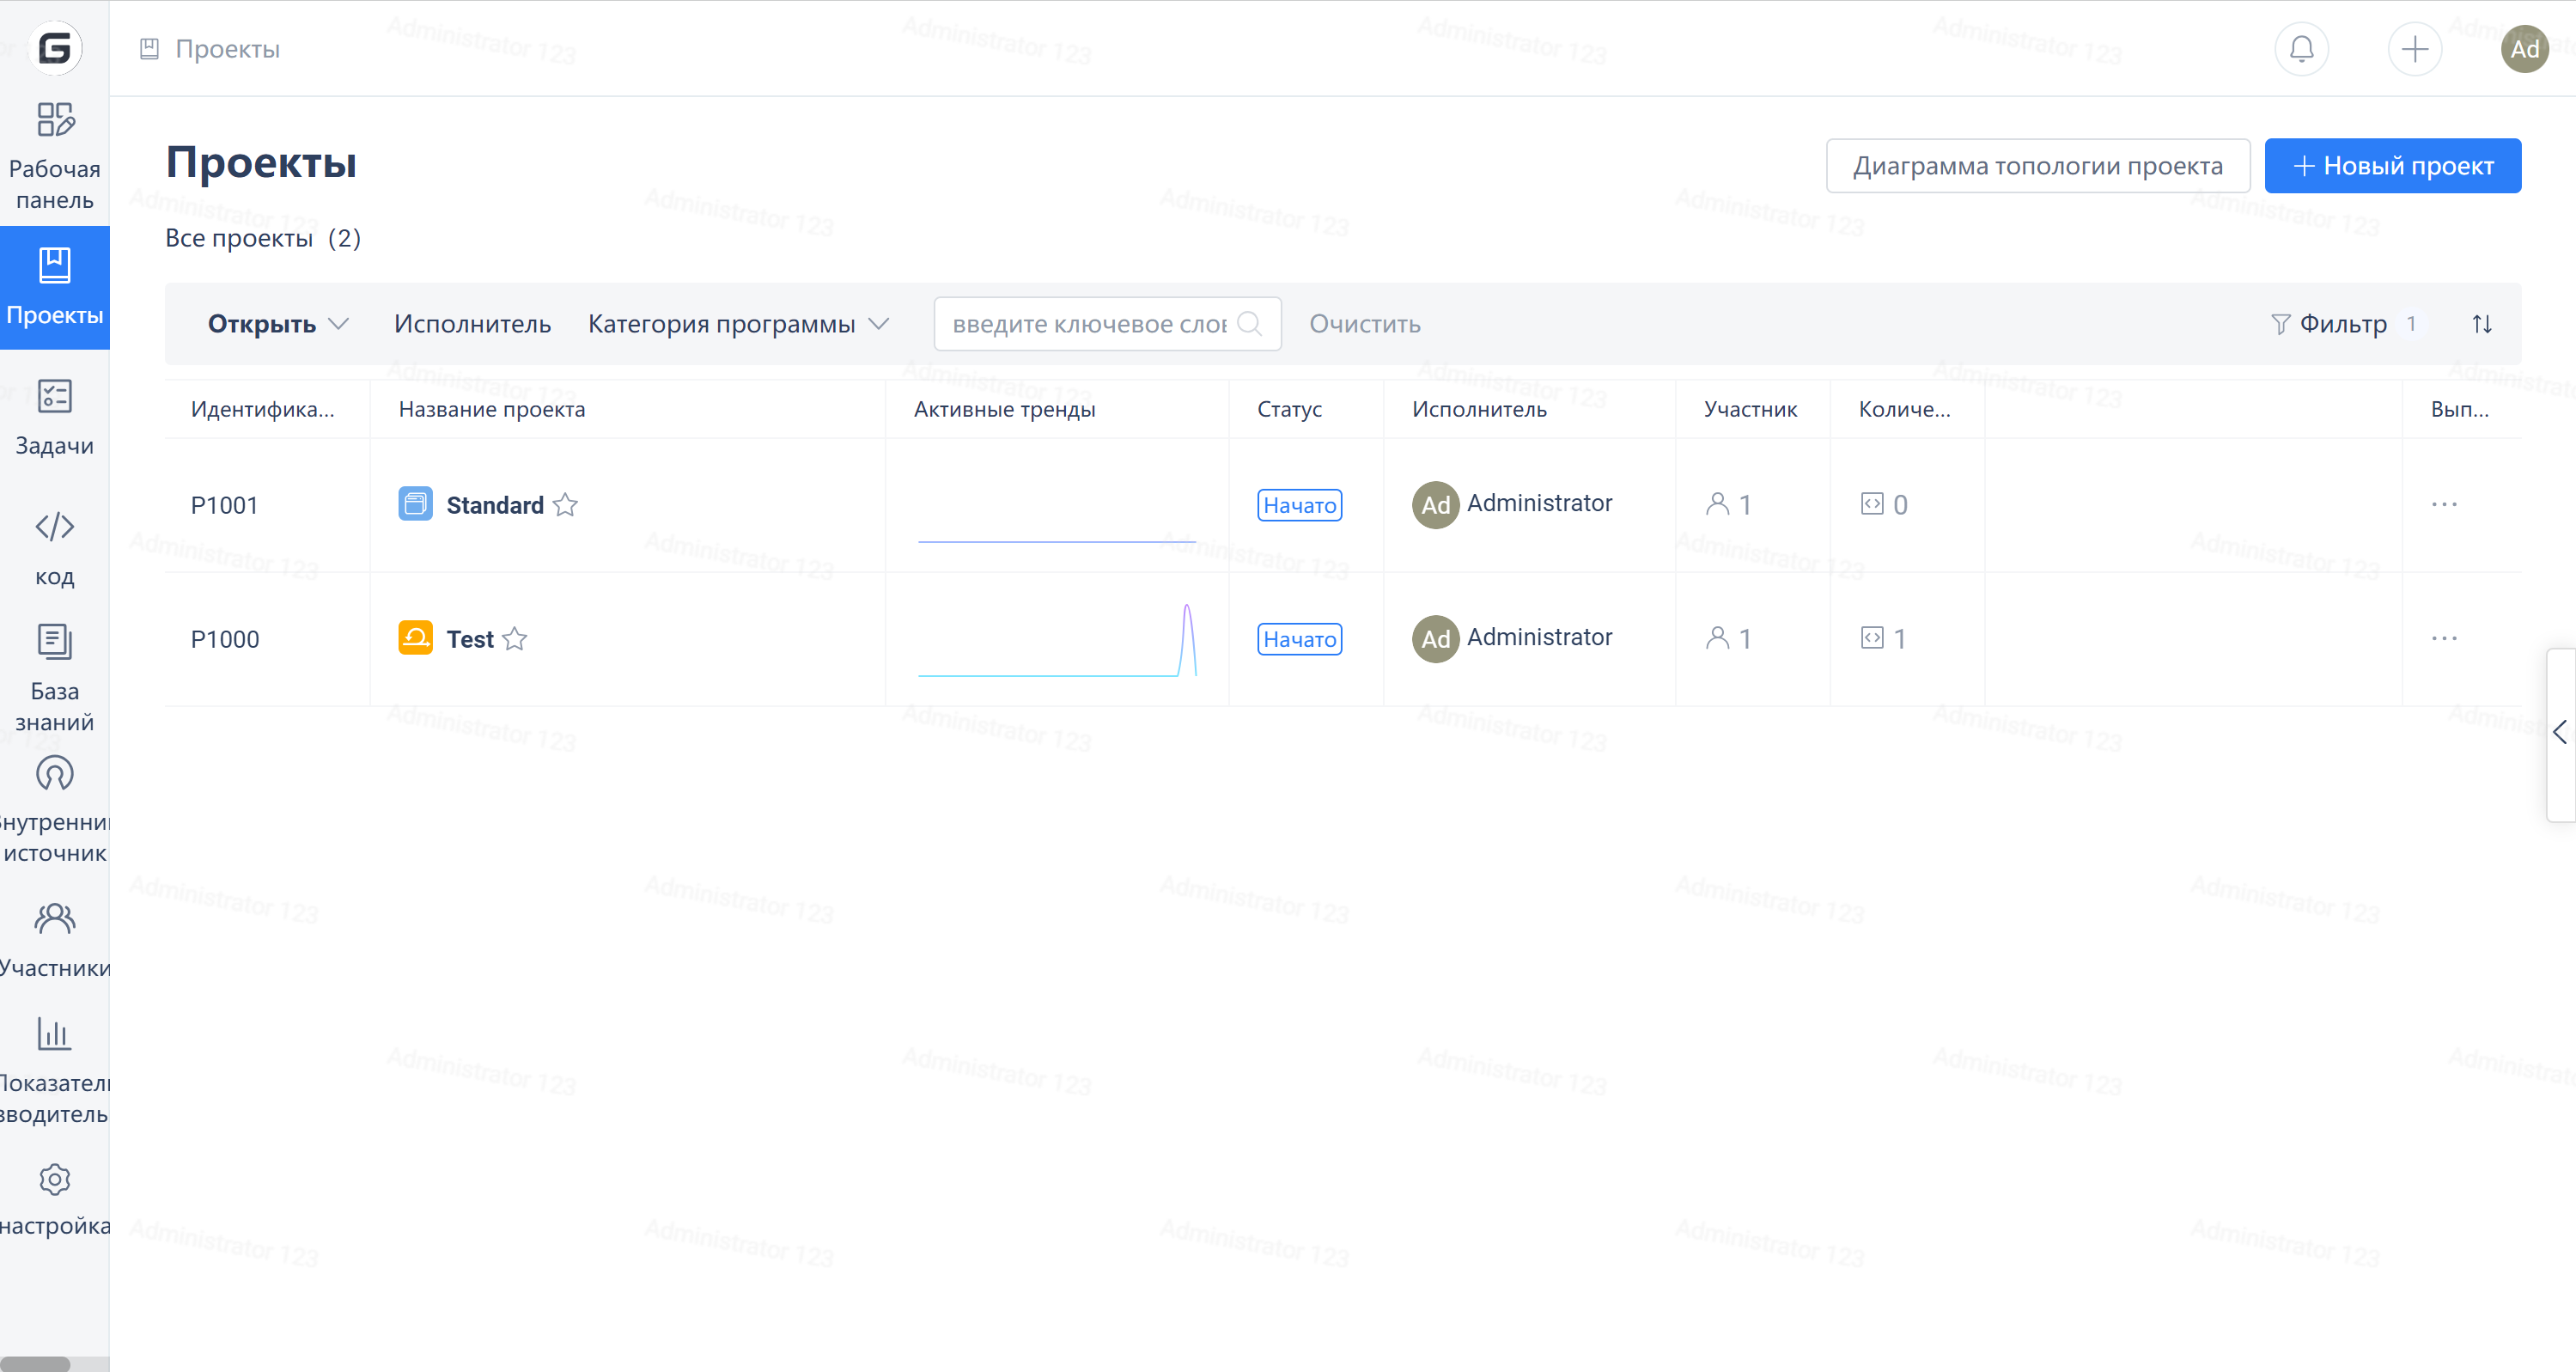 Проекты
Ad
Рабочая
панель
Проекты
Задачи
код
База
знаний
нутренни
источник
Участники
Показател
зводитель
настройка
Проекты
Диаграмма топологии проекта
Новый проект
Все проекты (2)
Открыть
Исполнитель
Категория программы
введите ключевое слов
Очистить
Фильтр 1
Идентифика... Название проекта Активные тренды Статус Исполнитель Участник Количе... Вып...
P1001 Standard Начато Ad Administrator 1 0 ...
P1000 Test Начато Ad Administrator 1 1 ...
Administrator 123